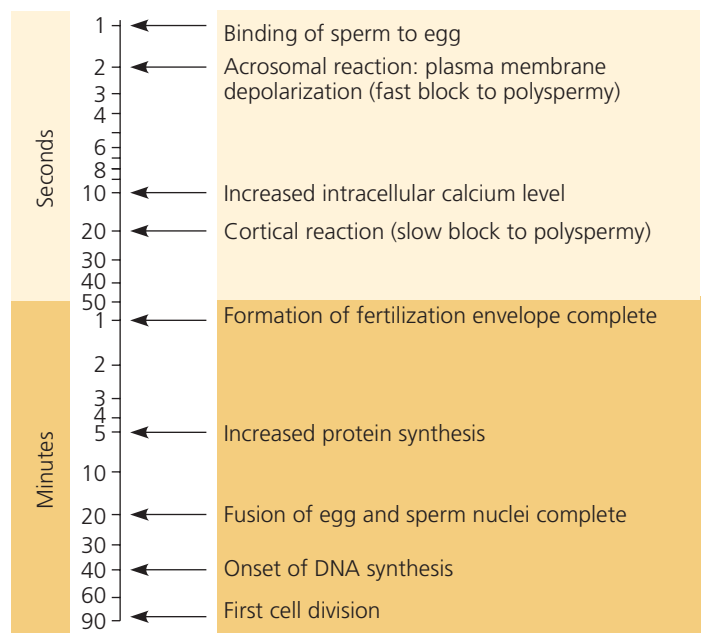 Seconds
1
Binding of sperm to egg
2
Acrosomal reaction: plasma membrane
depolarization (fast block to polyspermy)
3
4
6
8
10
Increased intracellular calcium level
20
Cortical reaction (slow block to polyspermy)
30
40
50
Minutes
1
Formation of fertilization envelope complete
2
3
4
5
Increased protein synthesis
10
20
Fusion of egg and sperm nuclei complete
30
40
Onset of DNA synthesis
60
90
First cell division